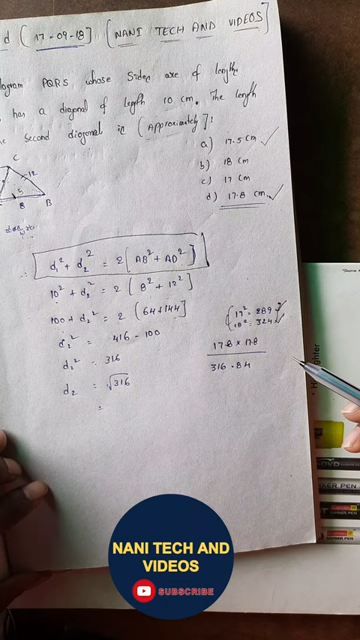 d ( 17-09-18 ) [NANI TECH AND VIDEOS]
PQRS, whose Sides are of lengths
has a diagonal of length 10 cm. The length
Second diagonal is (Approximately):
a) 17.5 cm
b) 18 cm
c) 17 cm
d) 17.8 cm
C
12
5
8 B
∴ d₁² + d₂² = 2[AB² + AD²]
10² + d₂² = 2[8² + 12²]
100 + d₂² = 2[64+144]
d₂² = 416 - 100
d₂² = 316
d₂ = √316
=
17² = 289
18² = 324
17.8 × 17.8
316.84
NANI TECH AND
VIDEOS
SUBSCRIBE